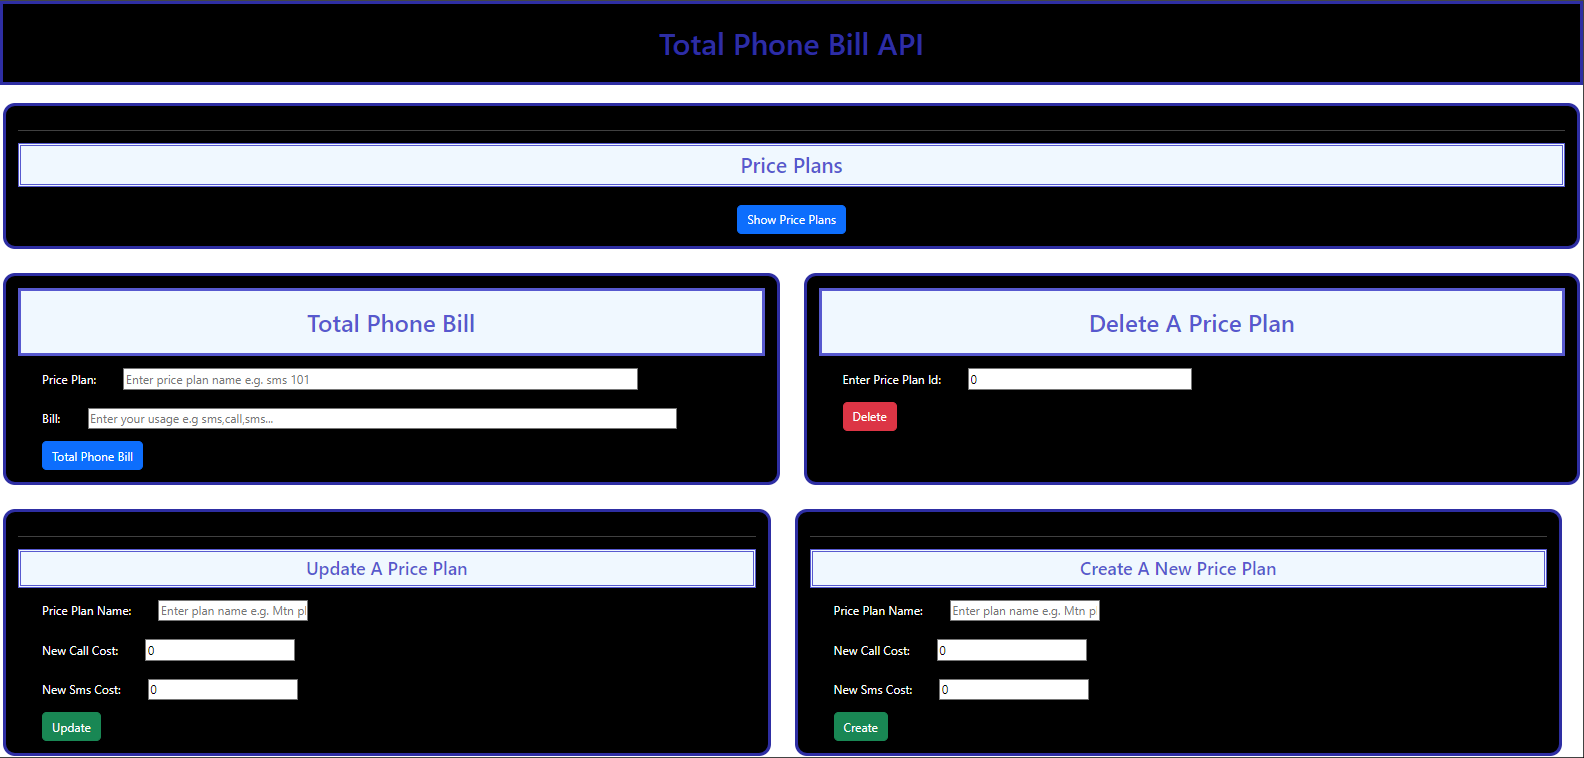 Total Phone Bill API
Price Plans
Show Price Plans
Total Phone Bill
Price Plan: Enter price plan name e.g. sms 101
Bill: Enter your usage e.g sms,call,sms...
Total Phone Bill
Delete A Price Plan
Enter Price Plan Id: 0
Delete
Update A Price Plan
Price Plan Name: Enter plan name e.g. Mtn pl
New Call Cost: 0
New Sms Cost: 0
Update
Create A New Price Plan
Price Plan Name: Enter plan name e.g. Mtn p
New Call Cost: 0
New Sms Cost: 0
Create